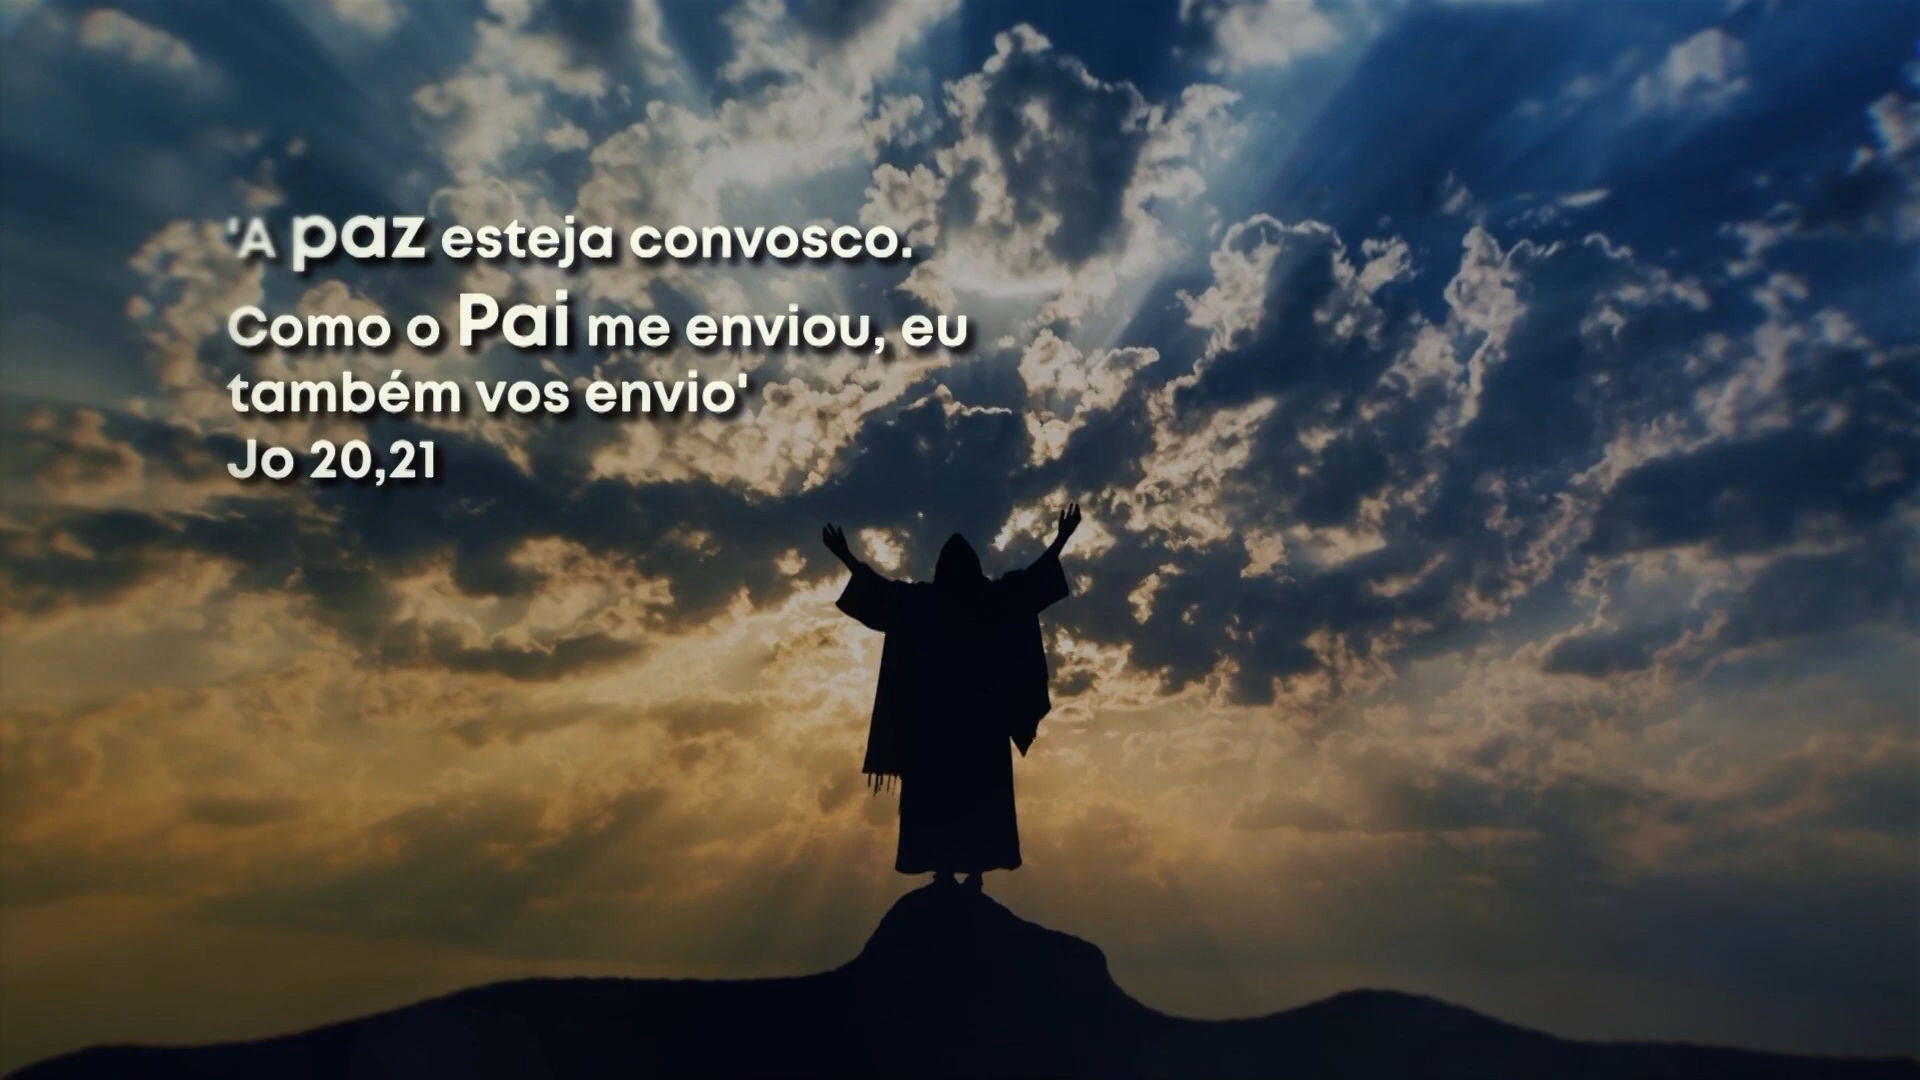 'A paz esteja convosco.
Como o Pai me enviou, eu
também vos envio'
Jo 20,21